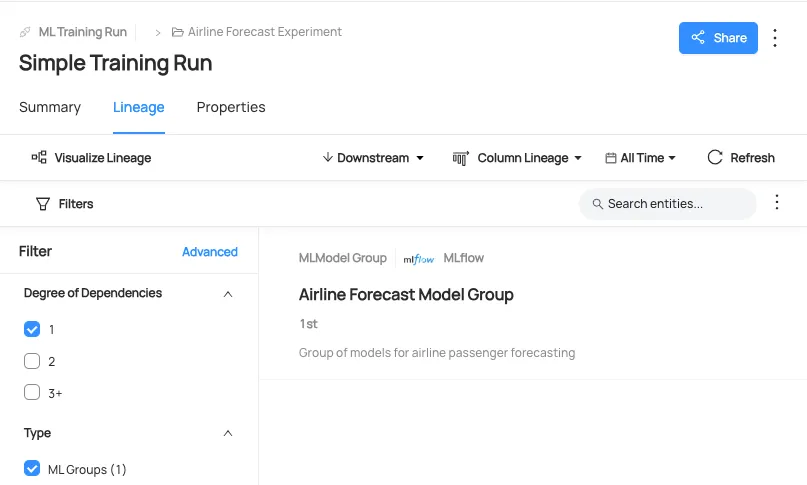 ML Training Run > Airline Forecast Experiment
Share
Simple Training Run
Summary Lineage Properties
Visualize Lineage Downstream Column Lineage All Time Refresh
Filters Search entities...
Filter Advanced
MLModel Group mlflow MLflow
Degree of Dependencies
Airline Forecast Model Group
1
1st
2
Group of models for airline passenger forecasting
3+
Type
ML Groups (1)